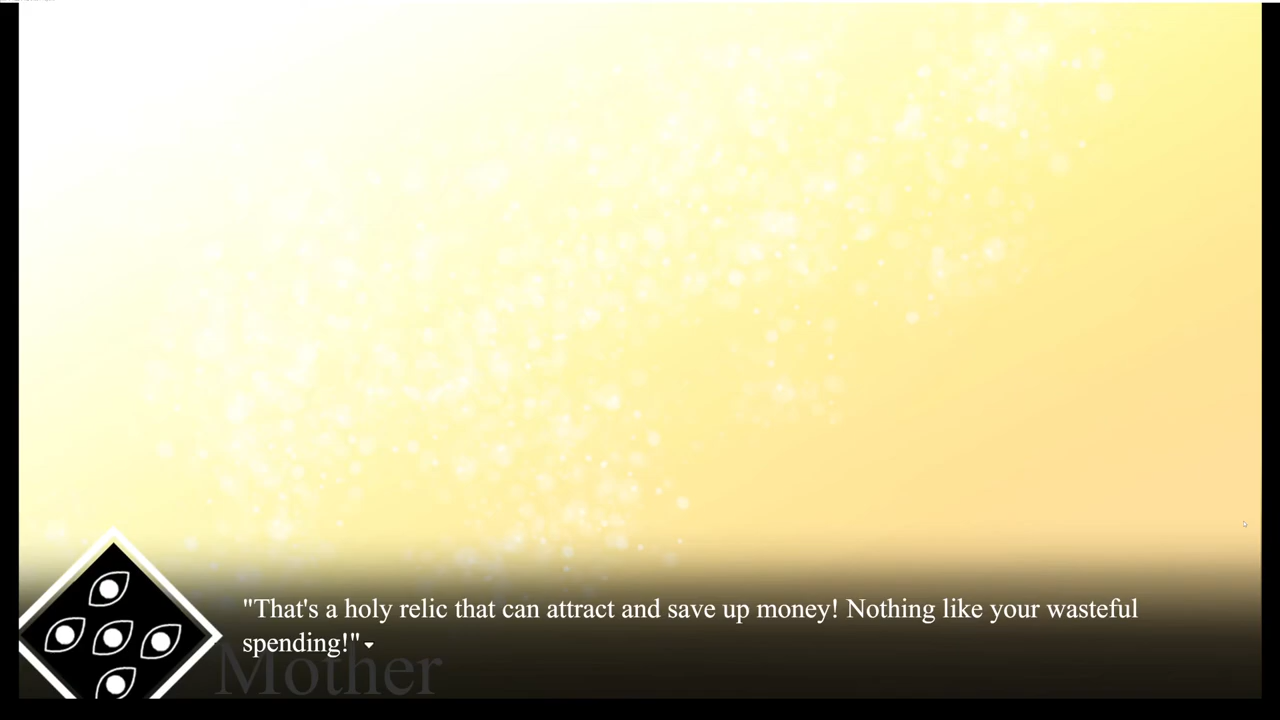 "That's a holy relic that can attract and save up money! Nothing like your wasteful
spending!"
Mother